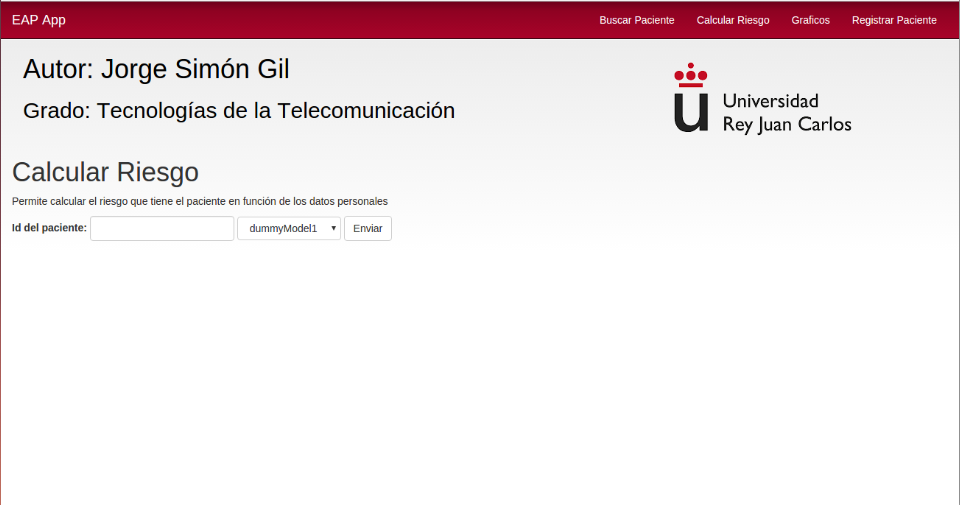 EAP App
Buscar Paciente
Calcular Riesgo
Graficos
Registrar Paciente
Autor: Jorge Simón Gil
Grado: Tecnologías de la Telecomunicación
u Universidad
Rey Juan Carlos
Calcular Riesgo
Permite calcular el riesgo que tiene el paciente en función de los datos personales
Id del paciente: dummyModel1 Enviar